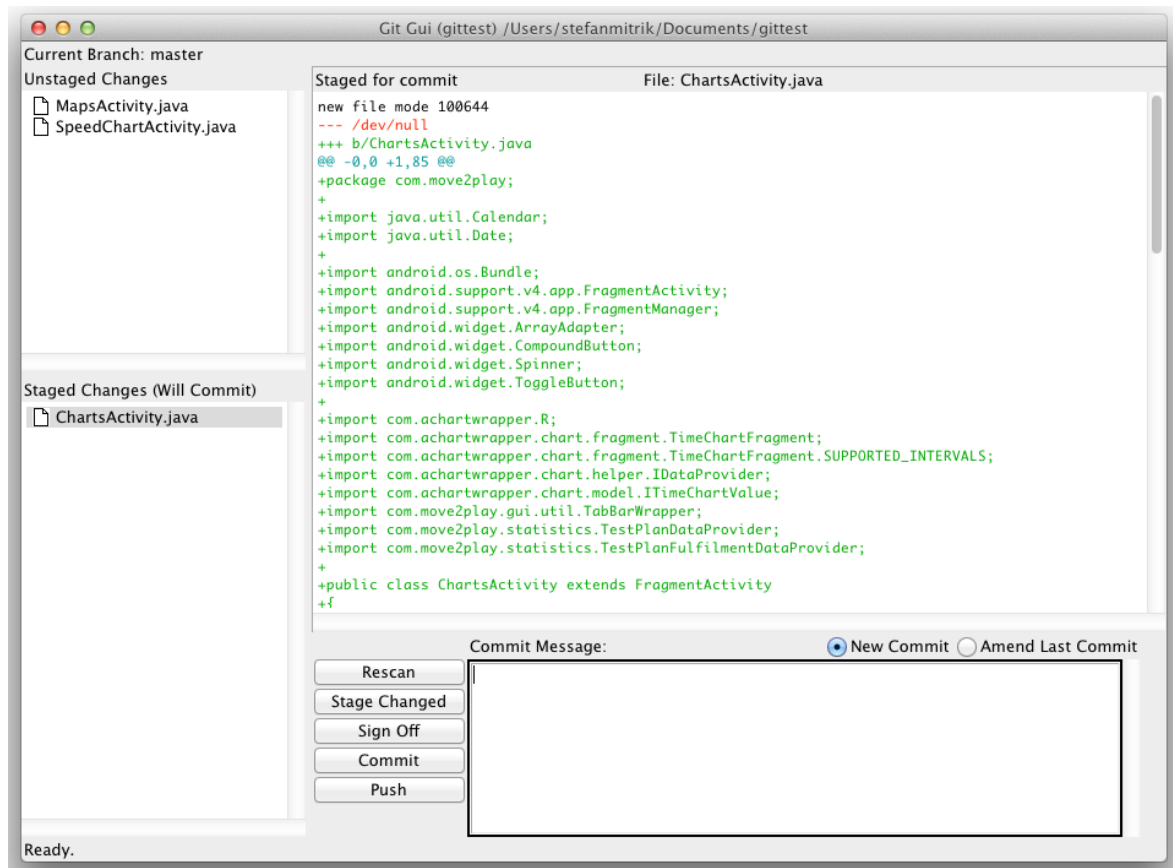 Git Gui (gittest) /Users/stefanmitrik/Documents/gittest
Current Branch: master
Unstaged Changes
MapsActivity.java
SpeedChartActivity.java
Staged Changes (Will Commit)
ChartsActivity.java
Staged for commit File: ChartsActivity.java
new file mode 100644
--- /dev/null
+++ b/ChartsActivity.java
@@ -0,0 +1,85 @@
+package com.move2play;
+
+import java.util.Calendar;
+import java.util.Date;
+
+import android.os.Bundle;
+import android.support.v4.app.FragmentActivity;
+import android.support.v4.app.FragmentManager;
+import android.widget.ArrayAdapter;
+import android.widget.CompoundButton;
+import android.widget.Spinner;
+import android.widget.ToggleButton;
+
+import com.achartwrapper.R;
+import com.achartwrapper.chart.fragment.TimeChartFragment;
+import com.achartwrapper.chart.fragment.TimeChartFragment.SUPPORTED_INTERVALS;
+import com.achartwrapper.chart.helper.IDataProvider;
+import com.achartwrapper.chart.model.ITimeChartValue;
+import com.move2play.gui.util.TabBarWrapper;
+import com.move2play.statistics.TestPlanDataProvider;
+import com.move2play.statistics.TestPlanFulfilmentDataProvider;
+
+public class ChartsActivity extends FragmentActivity
+{
Commit Message: New Commit Amend Last Commit
Rescan
Stage Changed
Sign Off
Commit
Push
Ready.